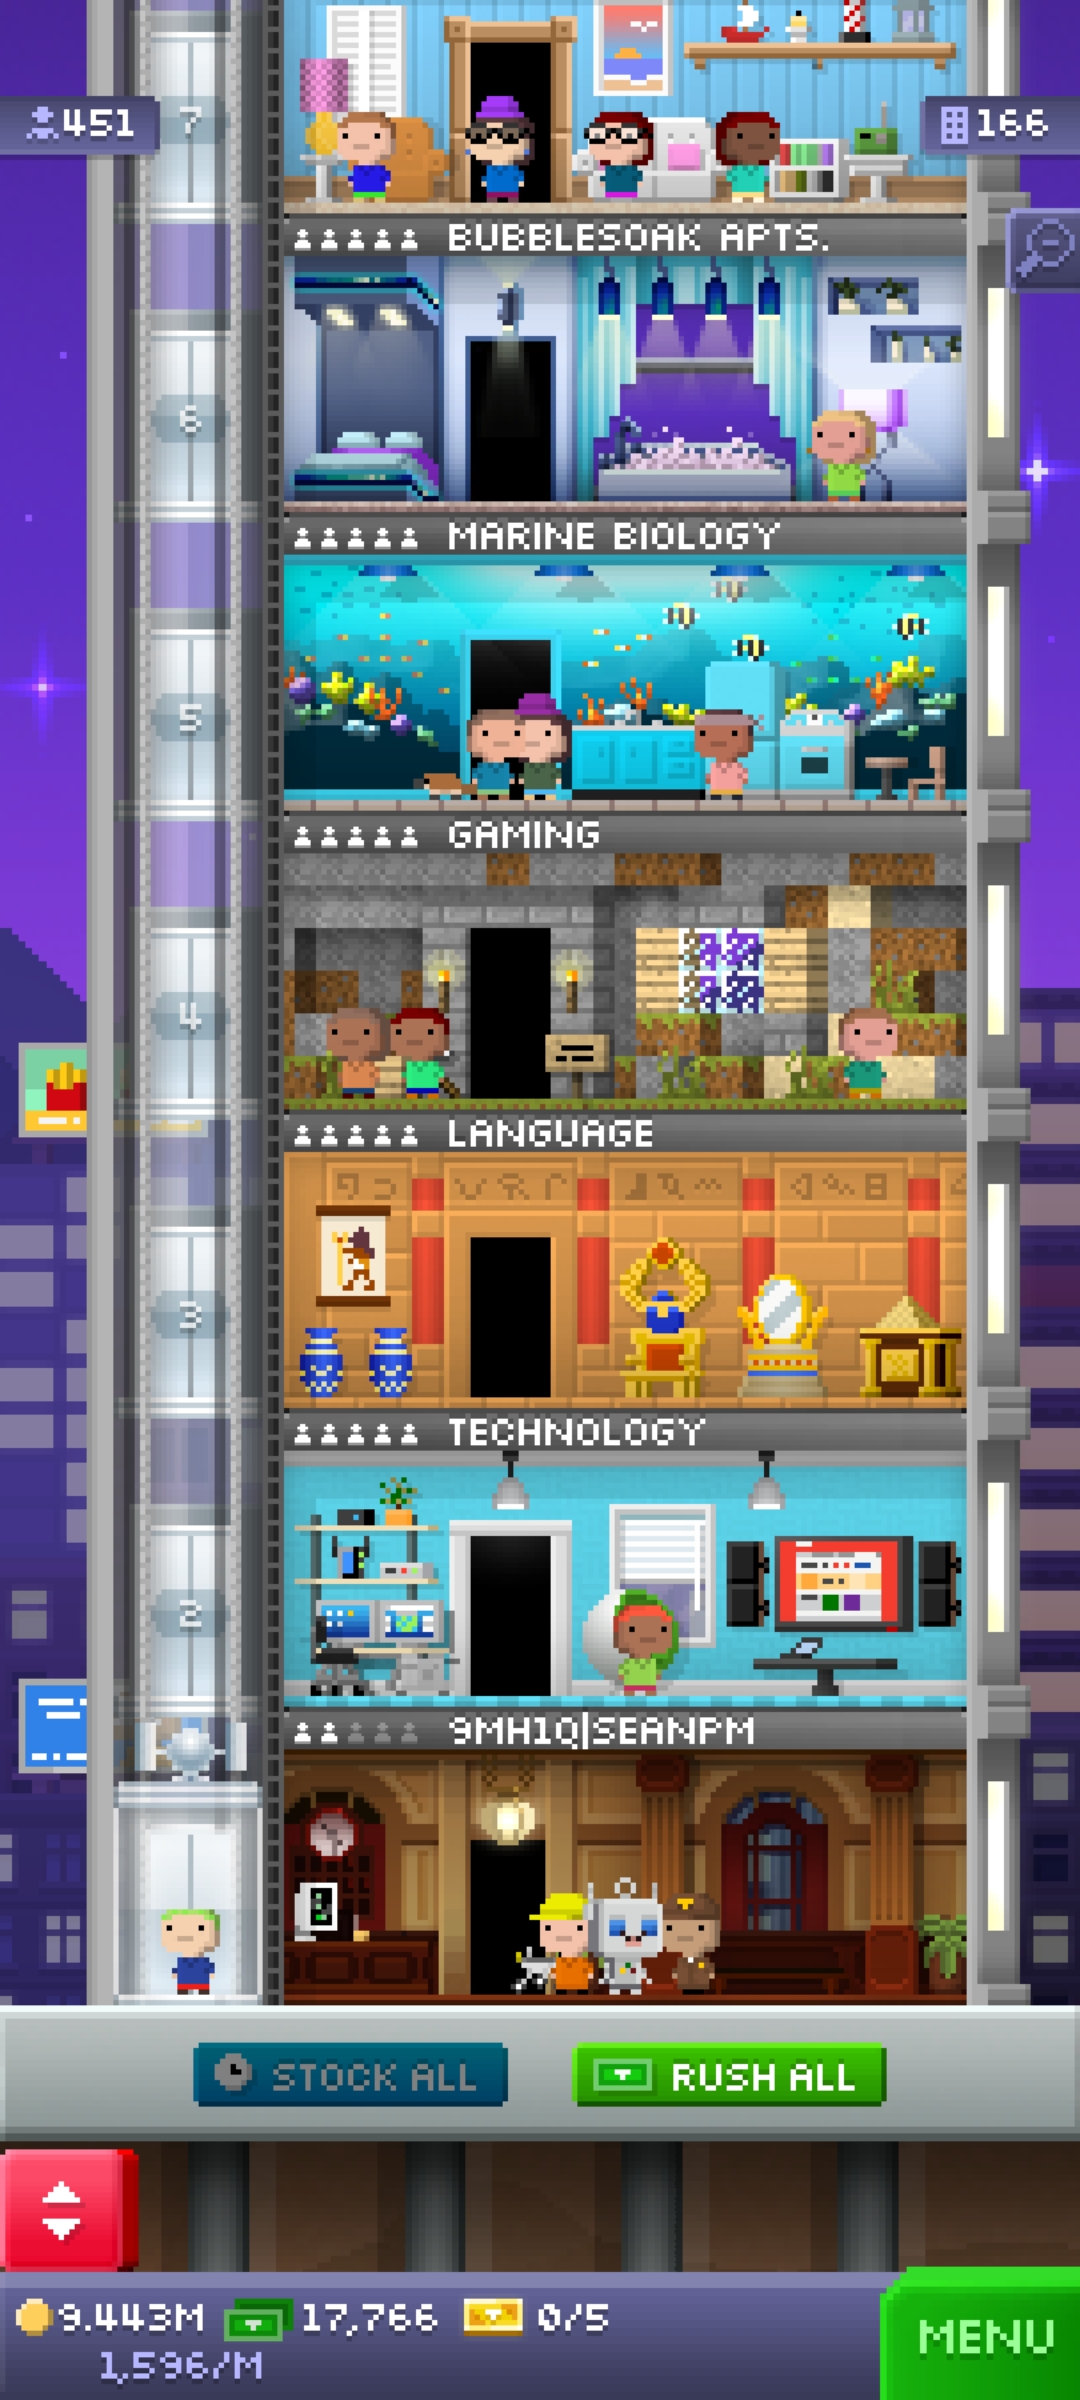 451
7
166
BUBBLESOAK APTS.
6
MARINE BIOLOGY
5
GAMING
4
LANGUAGE
3
TECHNOLOGY
2
9MH1Q|SEANPM
STOCK ALL
RUSH ALL
9.443M
17,766
0/5
1,596/M
MENU